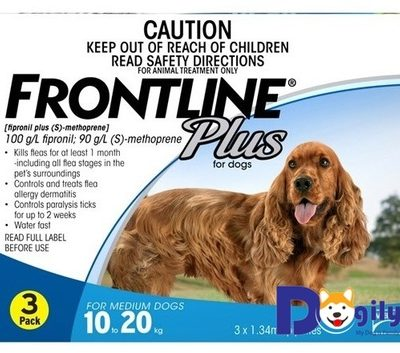 CAUTION
KEEP OUT OF REACH OF CHILDREN
READ SAFETY DIRECTIONS
FOR ANIMAL TREATMENT ONLY
FRONTLINE®
Plus
for dogs
[fipronil plus (S)-methoprene]
100 g/L fipronil; 90 g/L (S)-methoprene
• Kills fleas for at least 1 month
-including all flea stages in the
pet's surroundings
• Controls and treats flea
allergy dermatitis
• Controls paralysis ticks
for up to 2 weeks
• Water fast
READ FULL LABEL
BEFORE USE
3
Pack
FOR MEDIUM DOGS
10 to 20 kg
3 x 1.34m
Dogily